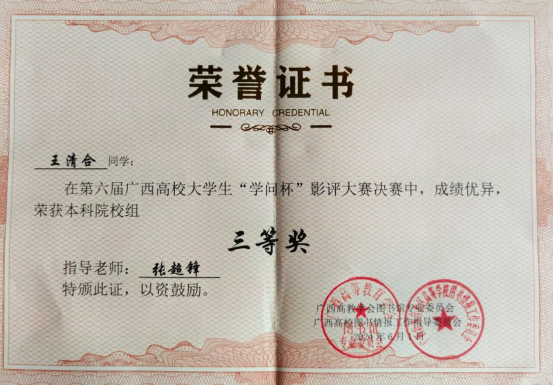 荣誉证书
HONORARY CREDENTIAL
王清合同学：
在第六届广西高校大学生“学问杯”影评大赛决赛中，成绩优异，
荣获本科院校组
三等奖
指导老师：张超锋
特颁此证，以资鼓励。
广西高教学会图书馆专业委员会
广西高校图书情报工作指导委员会
年6月